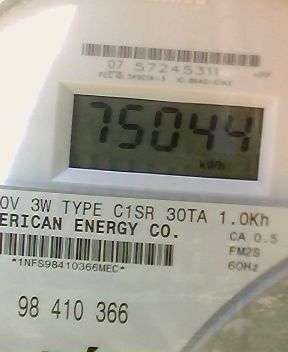 07 57245311
75044
kWh
0V 3W TYPE C1SR 30TA 1.0Kh
ERICAN ENERGY CO.
CA 0.5
FM2S
60Hz
*1NFS98410366MEC*
98 410 366